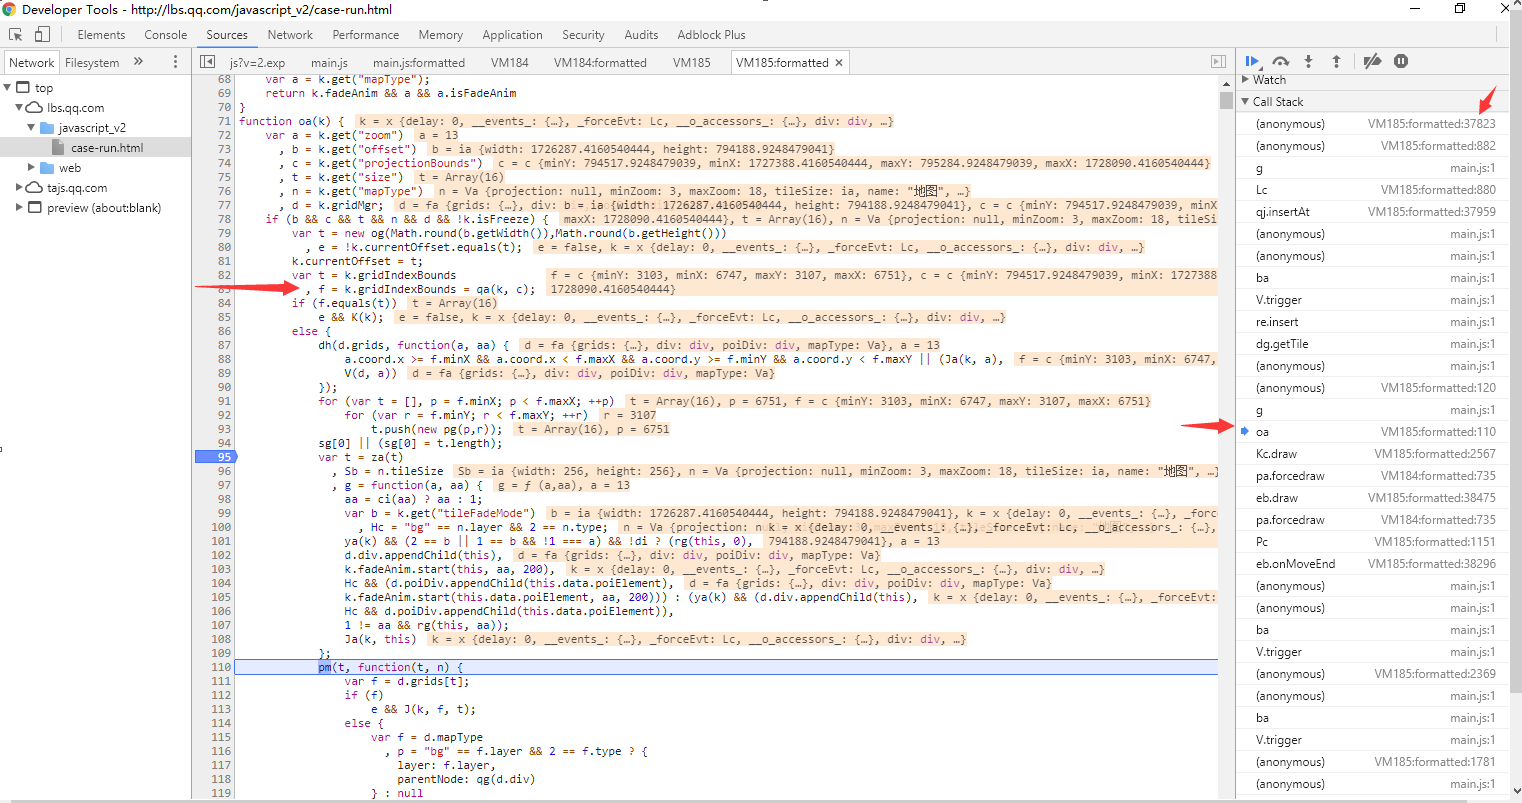 Developer Tools - http://lbs.qq.com/javascript_v2/case-run.html
Elements Console Sources Network Performance Memory Application Security Audits Adblock Plus
Network Filesystem »
js?v=2.exp main.js main.js:formatted VM184 VM184:formatted VM185 VM185:formatted ×
top
lbs.qq.com
javascript_v2
case-run.html
web
tajs.qq.com
preview (about:blank)
68 var a = k.get("mapType");
69 return k.fadeAnim && a && a.isFadeAnim
70 }
71 function oa(k) { k = x {delay: 0, __events_: {…}, _forceEvt: Lc, __o_accessors_: {…}, div: div, …}
72 var a = k.get("zoom") a = 13
73 , b = k.get("offset") b = ia {width: 1726287.4160540444, height: 794188.9248479041}
74 , c = k.get("projectionBounds") c = c {minY: 794517.9248479039, minX: 1727388.4160540444, maxY: 795284.9248479039, maxX: 1728090.4160540444}
75 , t = k.get("size") t = Array(16)
76 , n = k.get("mapType") n = Va {projection: null, minZoom: 3, maxZoom: 18, tileSize: ia, name: "地图", …}
77 , d = k.gridMgr; d = fa {grids: {…}, div b = ia {width: 1726287.4160540444, height: 794188.9248479041}, c = c {minY: 794517.9248479039, minX
78 if (b && c && t && n && d && !k.isFreeze) { maxX: 1728090.4160540444}, t = Array(16), n = Va {projection: null, minZoom: 3, maxZoom: 18, tileSiz
79 var t = new og(Math.round(b.getWidth()),Math.round(b.getHeight()))
80 , e = !k.currentOffset.equals(t); e = false, k = x {delay: 0, __events_: {…}, _forceEvt: Lc, __o_accessors_: {…}, div: div, …}
81 k.currentOffset = t;
82 var t = k.gridIndexBounds f = c {minY: 3103, minX: 6747, maxY: 3107, maxX: 6751}, c = c {minY: 794517.9248479039, minX: 1727388
83 , f = k.gridIndexBounds = qa(k, c); 1728090.4160540444}
84 if (f.equals(t)) t = Array(16)
85 e && K(k); e = false, k = x {delay: 0, __events_: {…}, _forceEvt: Lc, __o_accessors_: {…}, div: div, …}
86 else {
87 dh(d.grids, function(a, aa) { d = fa {grids: {…}, div: div, poiDiv: div, mapType: Va}, a = 13
88 a.coord.x >= f.minX && a.coord.x < f.maxX && a.coord.y >= f.minY && a.coord.y < f.maxY || (Ja(k, a), f = c {minY: 3103, minX: 6747,
89 V(d, a)) d = fa {grids: {…}, div: div, poiDiv: div, mapType: Va}
90 });
91 for (var t = [], p = f.minX; p < f.maxX; ++p) t = Array(16), p = 6751, f = c {minY: 3103, minX: 6747, maxY: 3107, maxX: 6751}
92 for (var r = f.minY; r < f.maxY; ++r) r = 3107
93 t.push(new pg(p,r)); t = Array(16), p = 6751
94 sg[0] || (sg[0] = t.length);
95 var t = za(t)
96 , Sb = n.tileSize Sb = ia {width: 256, height: 256}, n = Va {projection: null, minZoom: 3, maxZoom: 18, tileSize: ia, name: "地图", …}
97 , g = function(a, aa) { g = ƒ (a,aa), a = 13
98 aa = ci(aa) ? aa : 1;
99 var b = k.get("tileFadeMode") b = ia {width: 1726287.4160540444, height: 794188.9248479041}, k = x {delay: 0, __events_: {…}, _forc
100 , Hc = "bg" == n.layer && 2 == n.type; n = Va {projection: k = x {delay: 0, __events_: {…}, _forceEvt: Lc, __o_accessors_: {…},
101 ya(k) && (2 == b || 1 == b && !1 === a) && !di ? (rg(this, 0), 794188.9248479041}, a = 13
102 d.div.appendChild(this), d = fa {grids: {…}, div: div, poiDiv: div, mapType: Va}
103 k.fadeAnim.start(this, aa, 200), k = x {delay: 0, __events_: {…}, _forceEvt: Lc, __o_accessors_: {…}, div: div, …}
104 Hc && (d.poiDiv.appendChild(this.data.poiElement), d = fa {grids: {…}, div: div, poiDiv: div, mapType: Va}
105 k.fadeAnim.start(this.data.poiElement, aa, 200))) : (ya(k) && (d.div.appendChild(this), k = x {delay: 0, __events_: {…}, _forceEvt:
106 Hc && d.poiDiv.appendChild(this.data.poiElement)),
107 1 != aa && rg(this, aa));
108 Ja(k, this) k = x {delay: 0, __events_: {…}, _forceEvt: Lc, __o_accessors_: {…}, div: div, …}
109 };
110 pm(t, function(t, n) {
111 var f = d.grids[t];
112 if (f)
113 e && J(k, f, t);
114 else {
115 var f = d.mapType
116 , p = "bg" == f.layer && 2 == f.type ? {
117 layer: f.layer,
118 parentNode: qg(d.div)
119 } : null
Watch
Call Stack
(anonymous) VM185:formatted:37823
(anonymous) VM185:formatted:882
g main.js:1
Lc VM185:formatted:880
qj.insertAt VM185:formatted:37959
(anonymous) main.js:1
(anonymous) main.js:1
ba main.js:1
V.trigger main.js:1
re.insert main.js:1
dg.getTile main.js:1
(anonymous) main.js:1
(anonymous) VM185:formatted:120
g main.js:1
oa VM185:formatted:110
Kc.draw VM185:formatted:2567
pa.forcedraw VM184:formatted:735
eb.draw VM185:formatted:38475
pa.forcedraw VM184:formatted:735
Pc VM185:formatted:1151
eb.onMoveEnd VM185:formatted:38296
(anonymous) main.js:1
(anonymous) main.js:1
ba main.js:1
V.trigger main.js:1
(anonymous) VM185:formatted:2369
(anonymous) main.js:1
ba main.js:1
V.trigger main.js:1
(anonymous) VM185:formatted:1781
(anonymous) main.js:1